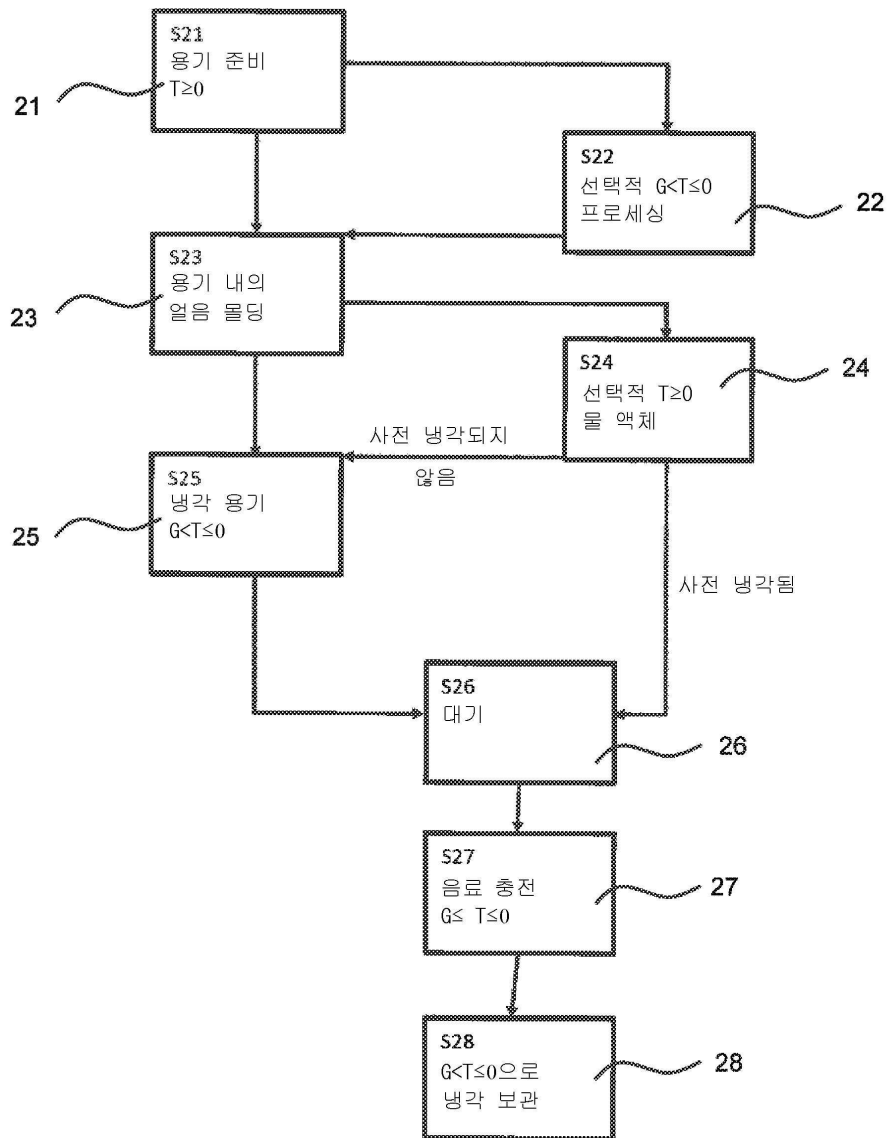 S21
용기 준비
T≥0
21
S22
선택적 G<T≤0
프로세싱
22
S23
용기 내의
얼음 몰딩
23
S24
선택적 T≥0
물 액체
24
사전 냉각되지
않음
S25
냉각 용기
G<T≤0
25
사전 냉각됨
S26
대기
26
S27
음료 충전
G≤ T≤0
27
S28
G<T≤0으로
냉각 보관
28